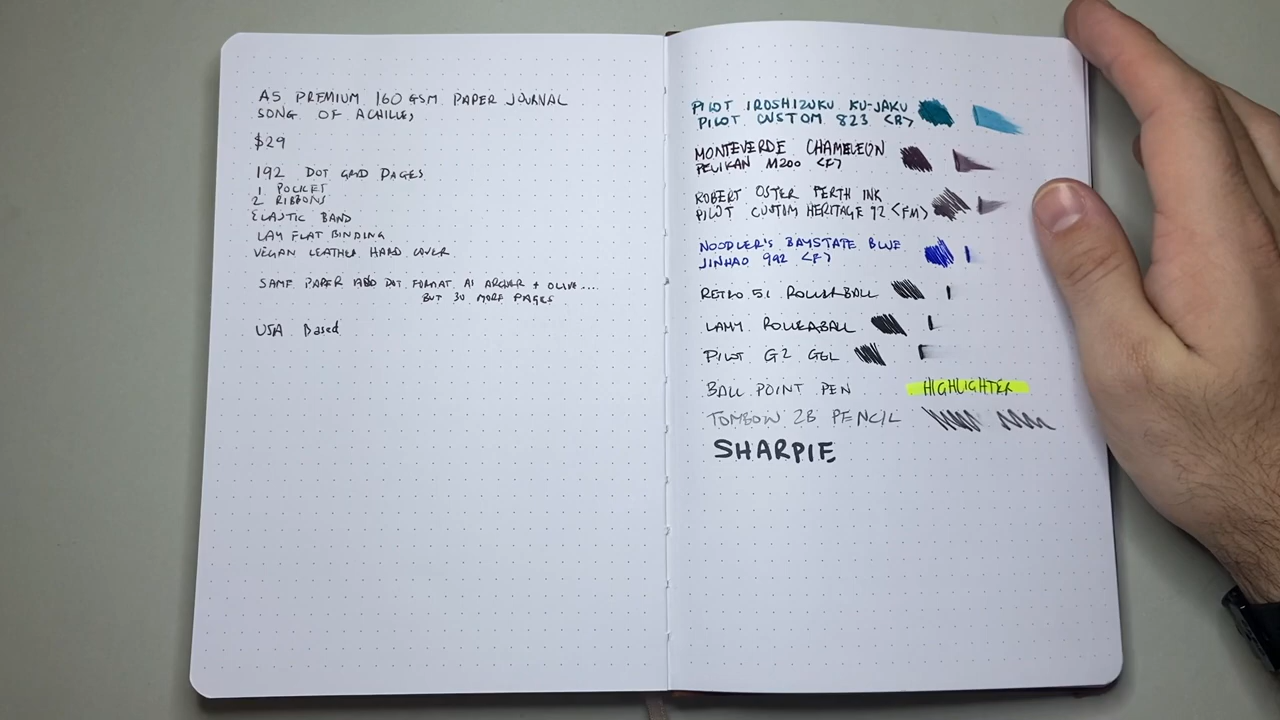 A5 PREMIUM 160 GSM PAPER JOURNAL
SONG OF ACHILLES
$29
192 DOT GRID PAGES
1 POCKET
2 RIBBONS
ELASTIC BAND
LAY FLAT BINDING
VEGAN LEATHER HARD COVER
SAME PAPER AND DOT FORMAT AS ARCHER + OLIVE....
BUT 30 MORE PAGES
USA Based
PILOT IROSHIZUKU KU-JAKU
PILOT CUSTOM 823 <B>
MONTEVERDE CHAMELEON
PELIKAN M200 <F>
ROBERT OSTER PERTH INK
PILOT CUSTOM HERITAGE 92 <FM>
NOODLER'S BAYSTATE BLUE
JINHAO 992 <F>
RETRO 51 ROLLERBALL
LAMY ROLLERBALL
PILOT G2 GEL
BALL POINT PEN HIGHLIGHTER
TOMBOW 2B PENCIL
SHARPIE